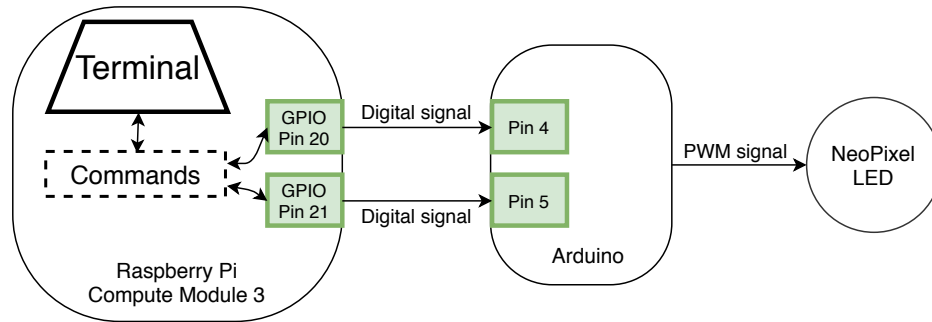 Terminal
Commands
GPIO
Pin 20
GPIO
Pin 21
Raspberry Pi
Compute Module 3
Digital signal
Digital signal
Pin 4
Pin 5
Arduino
PWM signal
NeoPixel
LED